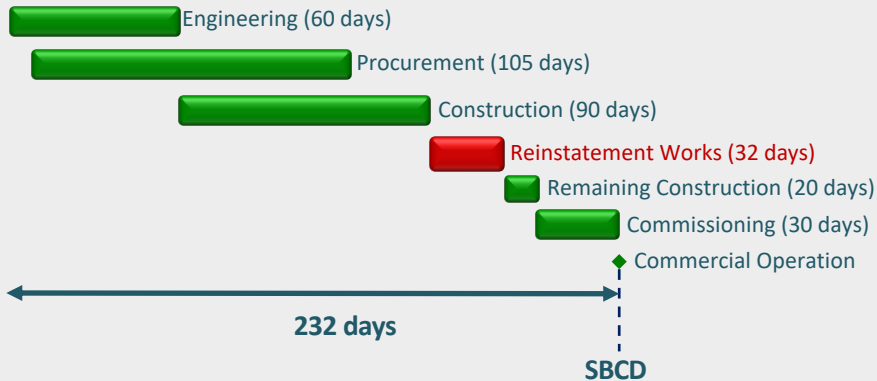 Engineering (60 days)
Procurement (105 days)
Construction (90 days)
Reinstatement Works (32 days)
Remaining Construction (20 days)
Commissioning (30 days)
Commercial Operation
232 days
SBCD